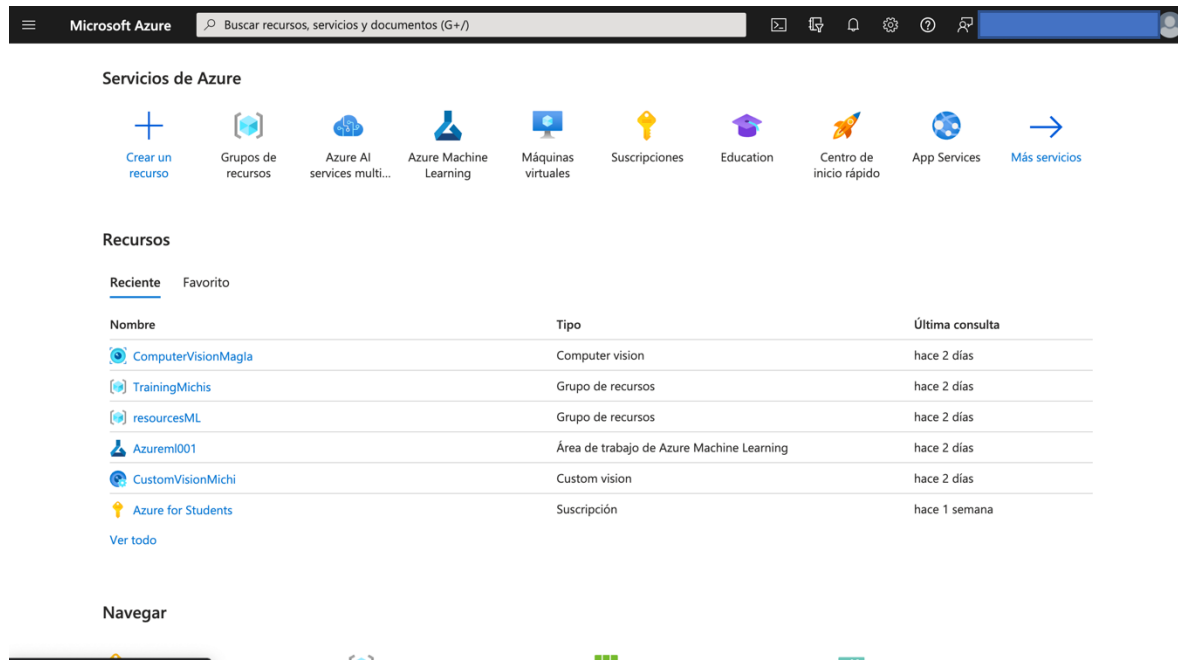 Microsoft Azure
Buscar recursos, servicios y documentos (G+/)
Servicios de Azure
Crear un recurso
Grupos de recursos
Azure AI services multi...
Azure Machine Learning
Máquinas virtuales
Suscripciones
Education
Centro de inicio rápido
App Services
Más servicios
Recursos
Reciente Favorito
Nombre Tipo Última consulta
ComputerVisionMagla Computer vision hace 2 días
TrainingMichis Grupo de recursos hace 2 días
resourcesML Grupo de recursos hace 2 días
Azureml001 Área de trabajo de Azure Machine Learning hace 2 días
CustomVisionMichi Custom vision hace 2 días
Azure for Students Suscripción hace 1 semana
Ver todo
Navegar